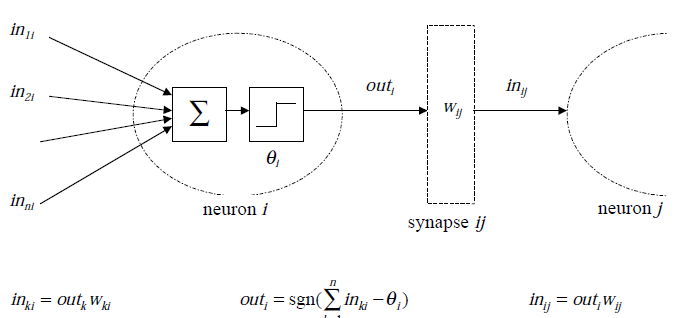 in₁ᵢ
in₂ᵢ
inₙᵢ
Σ
θᵢ
neuron i
outᵢ
wᵢⱼ
synapse ij
inᵢⱼ
neuron j
inₖᵢ = outₖ wₖᵢ
outᵢ = sgn(∑ⁿ inₖᵢ − θᵢ)
inᵢⱼ = outᵢ wᵢⱼ